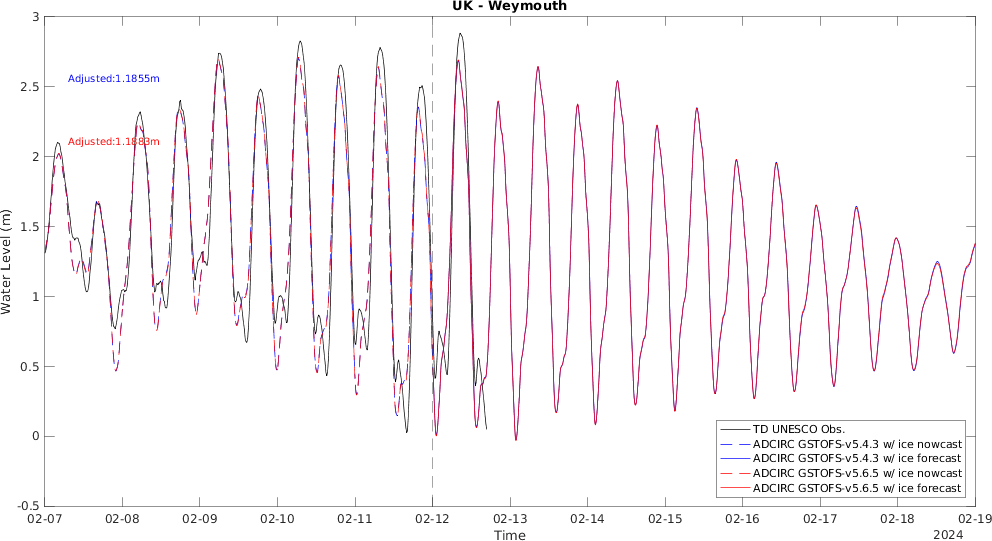 UK - Weymouth
3
2.5
2
1.5
1
0.5
0
-0.5
Water Level (m)
Adjusted:1.1855m
Adjusted:1.1883m
TD UNESCO Obs.
ADCIRC GSTOFS-v5.4.3 w/ ice nowcast
ADCIRC GSTOFS-v5.4.3 w/ ice forecast
ADCIRC GSTOFS-v5.6.5 w/ ice nowcast
ADCIRC GSTOFS-v5.6.5 w/ ice forecast
02-07 02-08 02-09 02-10 02-11 02-12 02-13 02-14 02-15 02-16 02-17 02-18 02-19
Time
2024